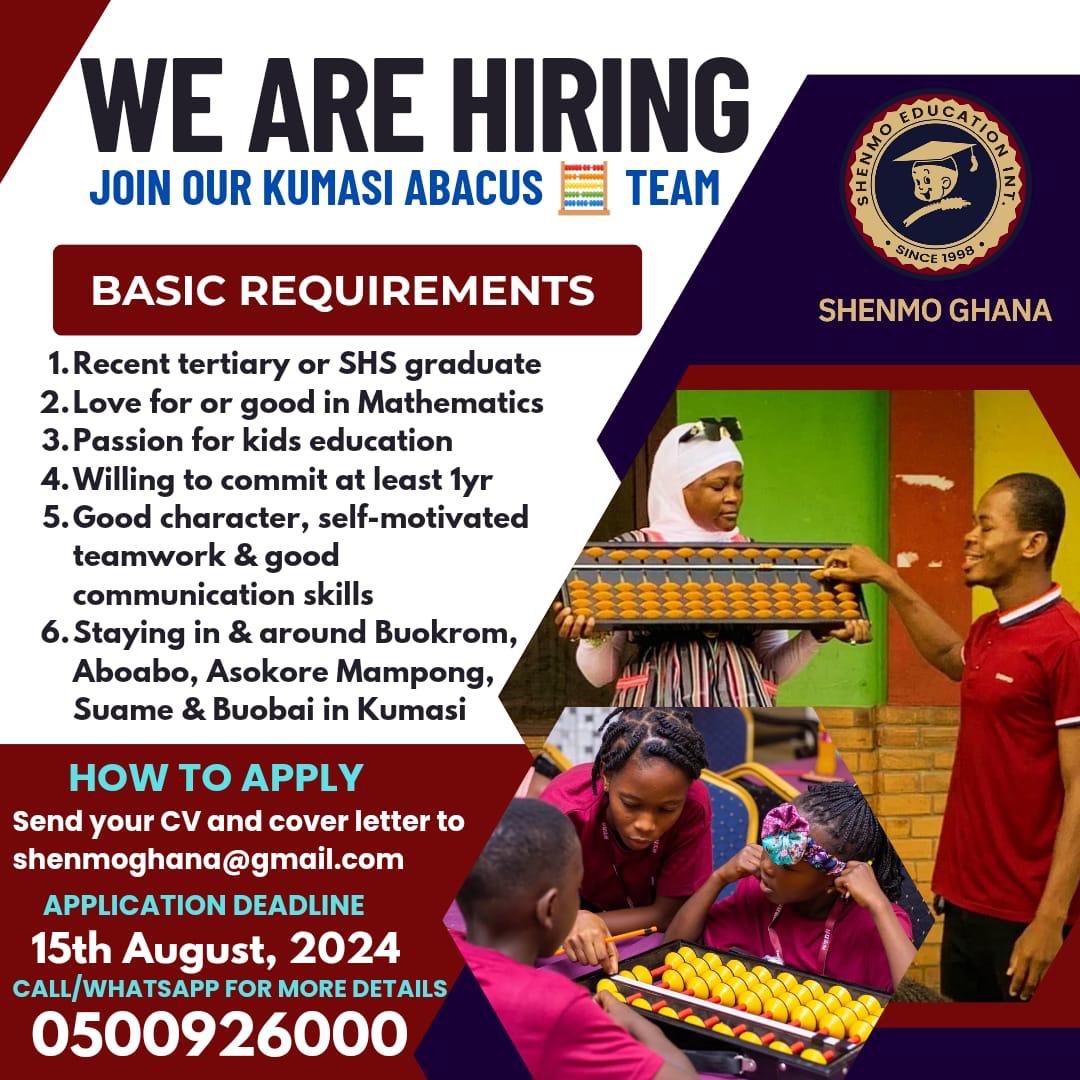 WE ARE HIRING
JOIN OUR KUMASI ABACUS TEAM
SHENMO EDUCATION INT.
SINCE 1998
SHENMO GHANA
BASIC REQUIREMENTS
1. Recent tertiary or SHS graduate
2. Love for or good in Mathematics
3. Passion for kids education
4. Willing to commit at least 1yr
5. Good character, self-motivated
teamwork & good
communication skills
6. Staying in & around Buokrom,
Aboabo, Asokore Mampong,
Suame & Buobai in Kumasi
HOW TO APPLY
Send your CV and cover letter to
shenmoghana@gmail.com
APPLICATION DEADLINE
15th August, 2024
CALL/WHATSAPP FOR MORE DETAILS
0500926000